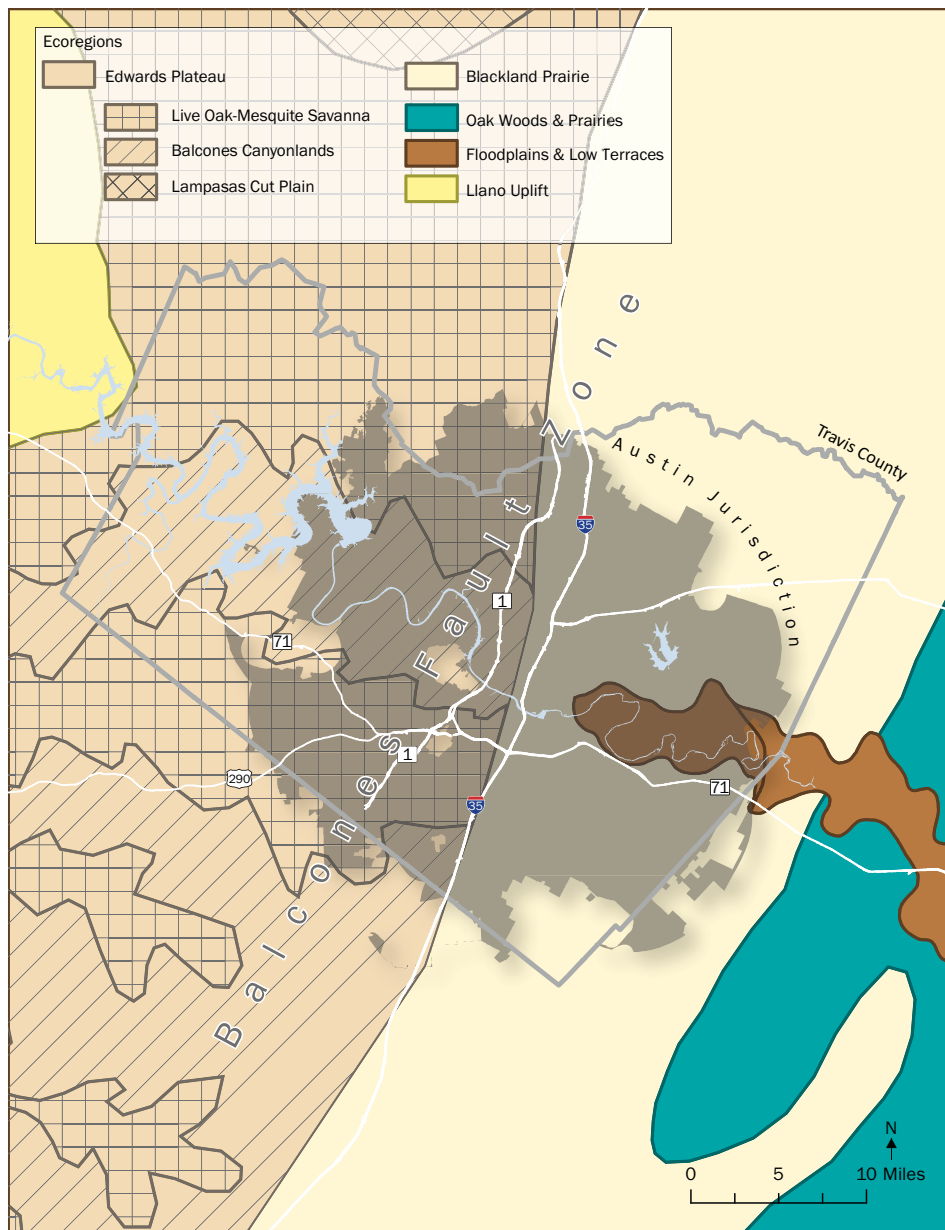 Ecoregions
Edwards Plateau
Live Oak-Mesquite Savanna
Balcones Canyonlands
Lampasas Cut Plain
Blackland Prairie
Oak Woods & Prairies
Floodplains & Low Terraces
Llano Uplift
Balcones Fault Zone
Austin Jurisdiction
Travis County
35
1
71
1
290
35
71
N
0 5 10 Miles